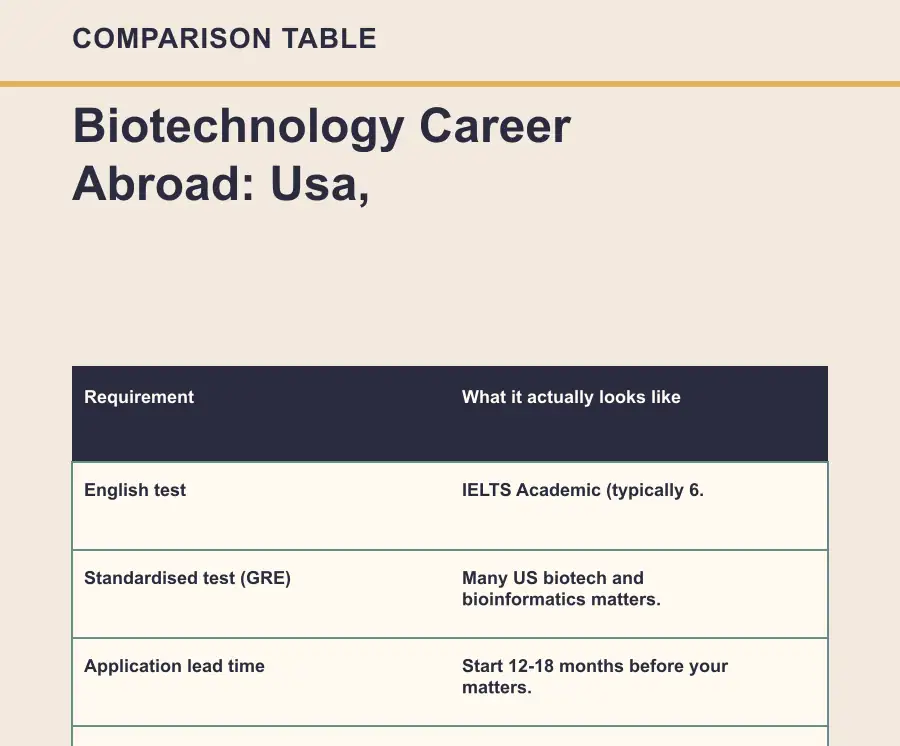 COMPARISON TABLE
Biotechnology Career
Abroad: Usa,
Requirement
What it actually looks like
English test
IELTS Academic (typically 6.
Standardised test (GRE)
Many US biotech and
bioinformatics matters.
Application lead time
Start 12-18 months before your
matters.